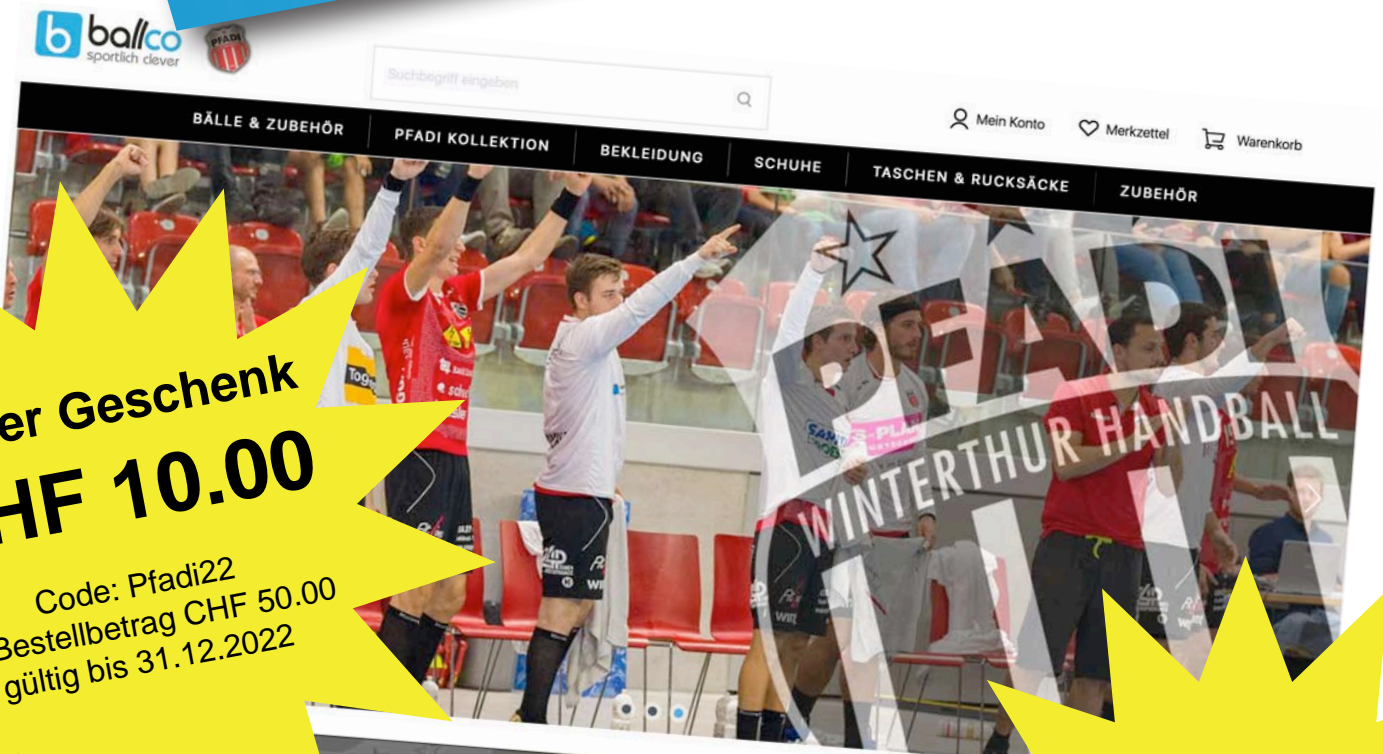 b ballco
sportlich clever
PFADI
Suchbegriff eingeben
Mein Konto
Merkzettel
Warenkorb
BÄLLE & ZUBEHÖR
PFADI KOLLEKTION
BEKLEIDUNG
SCHUHE
TASCHEN & RUCKSÄCKE
ZUBEHÖR
PFADI
WINTERTHUR HANDBALL
er Geschenk
HF 10.00
Code: Pfadi22
Bestellbetrag CHF 50.00
gültig bis 31.12.2022